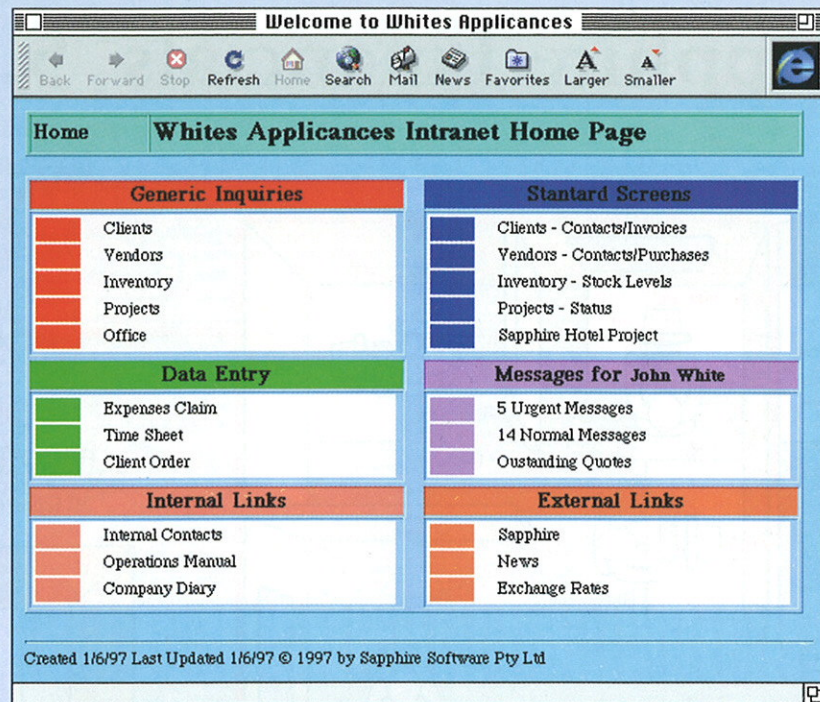 Welcome to Whites Applicances
Back Forward Stop Refresh Home Search Mail News Favorites Larger Smaller
Home Whites Applicances Intranet Home Page
Generic Inquiries
Clients
Vendors
Inventory
Projects
Office
Stantard Screens
Clients - Contacts/Invoices
Vendors - Contacts/Purchases
Inventory - Stock Levels
Projects - Status
Sapphire Hotel Project
Data Entry
Expenses Claim
Time Sheet
Client Order
Messages for John White
5 Urgent Messages
14 Normal Messages
Oustanding Quotes
Internal Links
Internal Contacts
Operations Manual
Company Diary
External Links
Sapphire
News
Exchange Rates
Created 1/6/97 Last Updated 1/6/97 © 1997 by Sapphire Software Pty Ltd